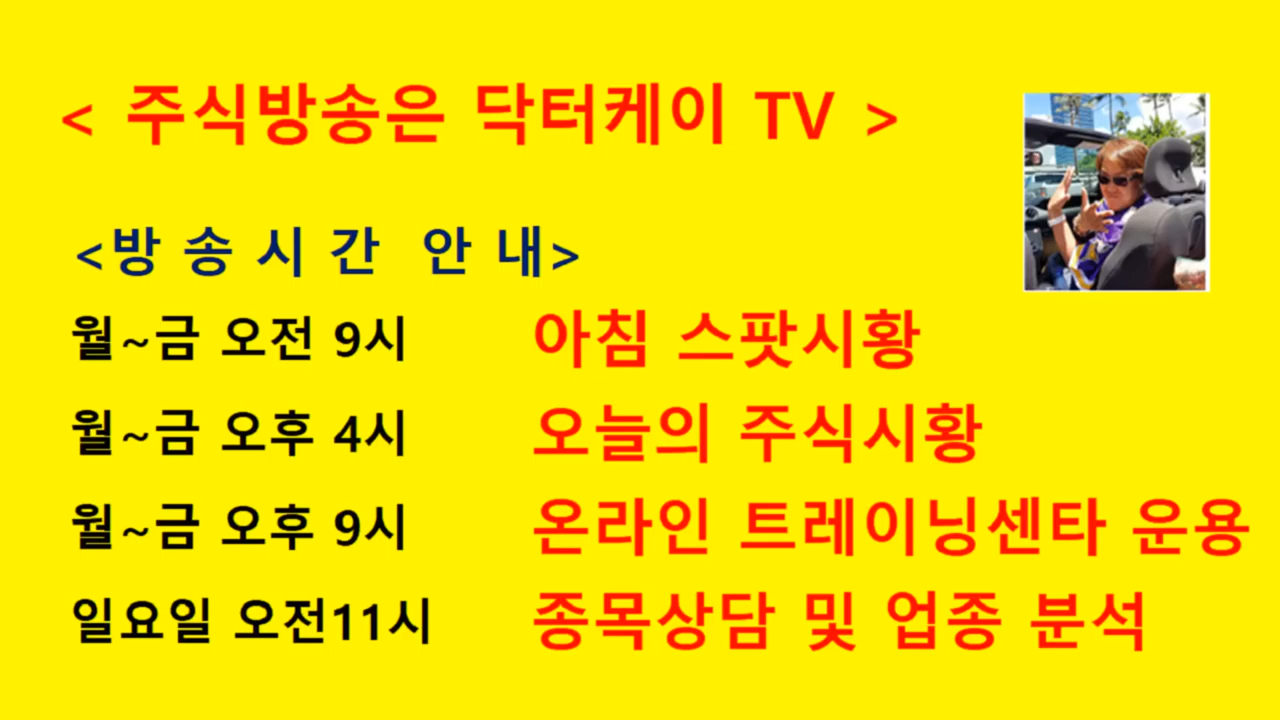 < 주식방송은 닥터케이 TV >
<방 송 시 간 안 내>
월~금 오전 9시 아침 스팟시황
월~금 오후 4시 오늘의 주식시황
월~금 오후 9시 온라인 트레이닝센타 운용
일요일 오전11시 종목상담 및 업종 분석